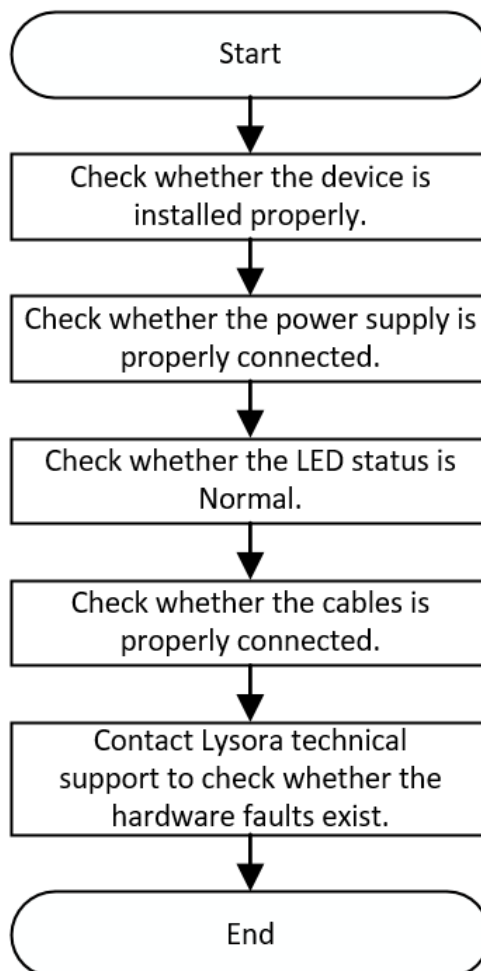 Start
Check whether the device is
installed properly.
Check whether the power supply is
properly connected.
Check whether the LED status is
Normal.
Check whether the cables is
properly connected.
Contact Lysora technical
support to check whether the
hardware faults exist.
End